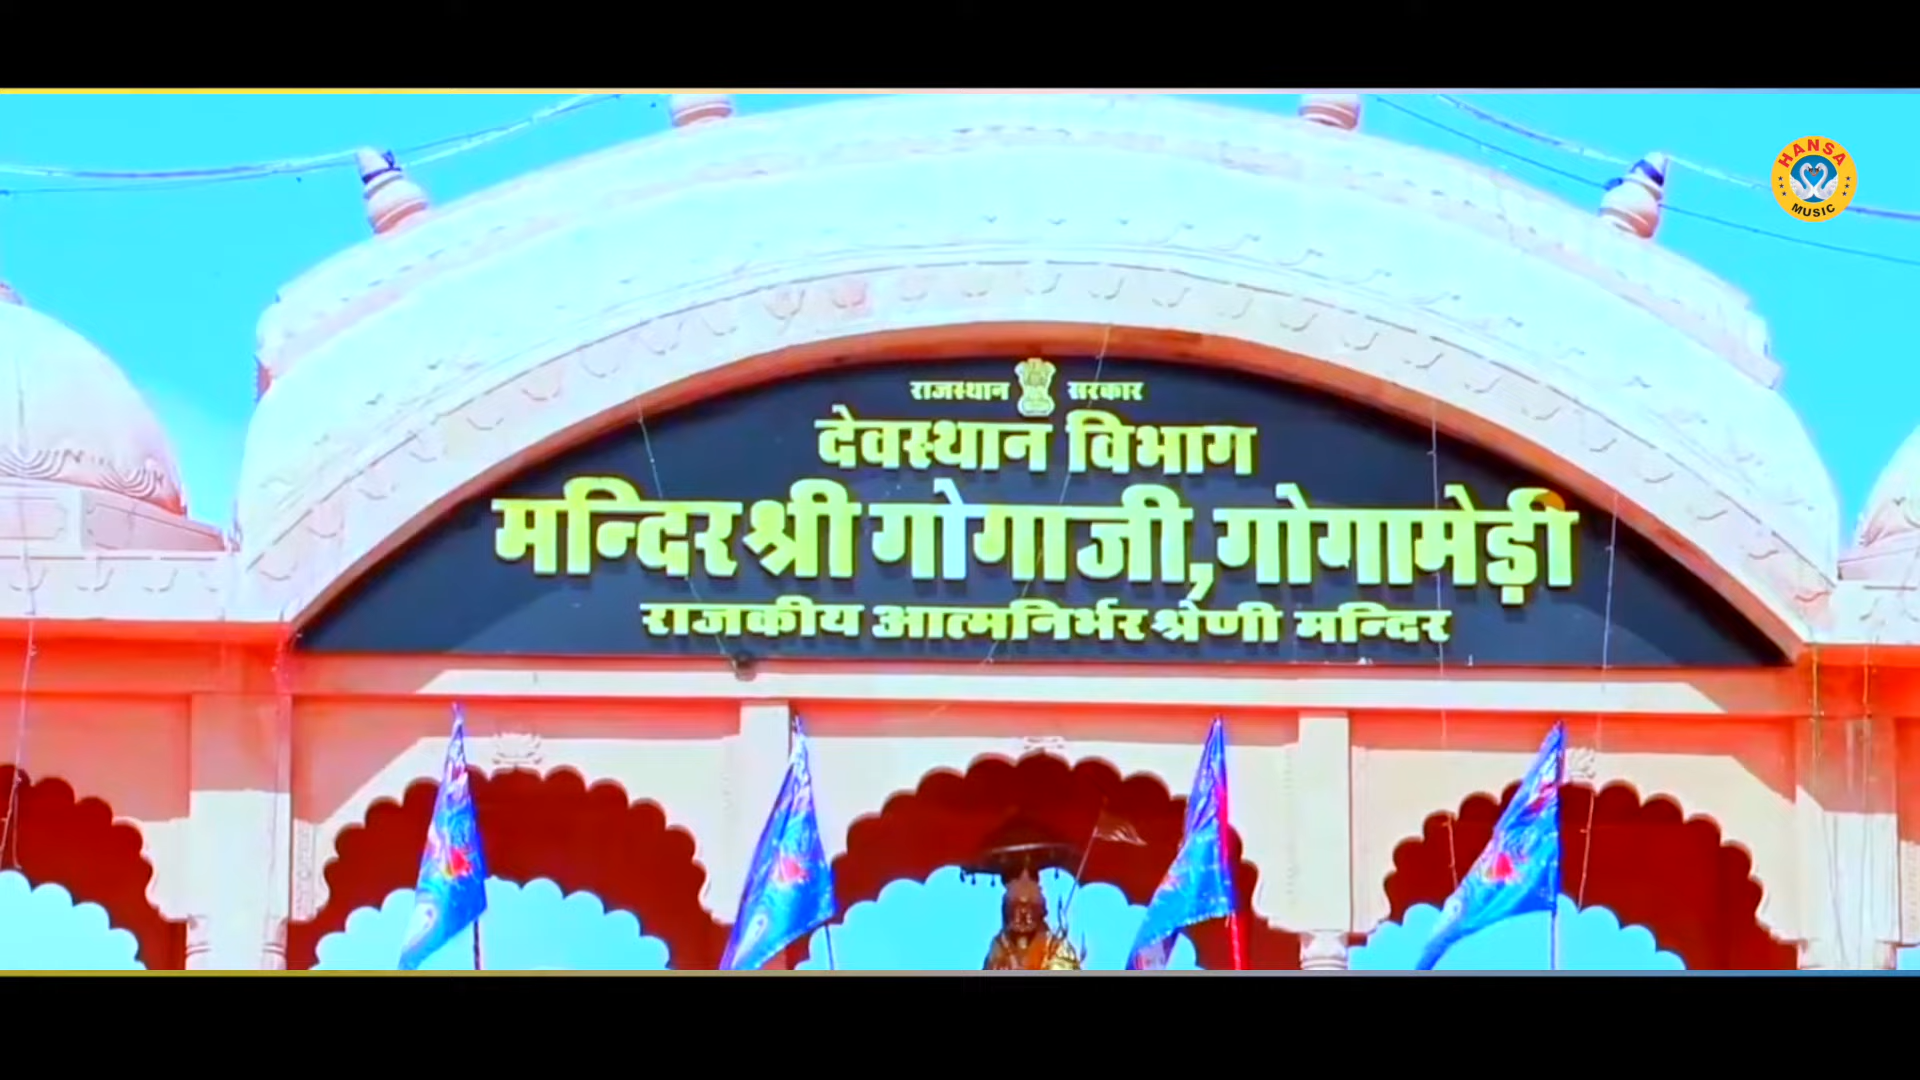 HANSA
MUSIC
राजस्थान सरकार
देवस्थान विभाग
मन्दिर श्री गोगाजी, गोगामेड़ी
राजकीय आत्मनिर्भर श्रेणी मन्दिर